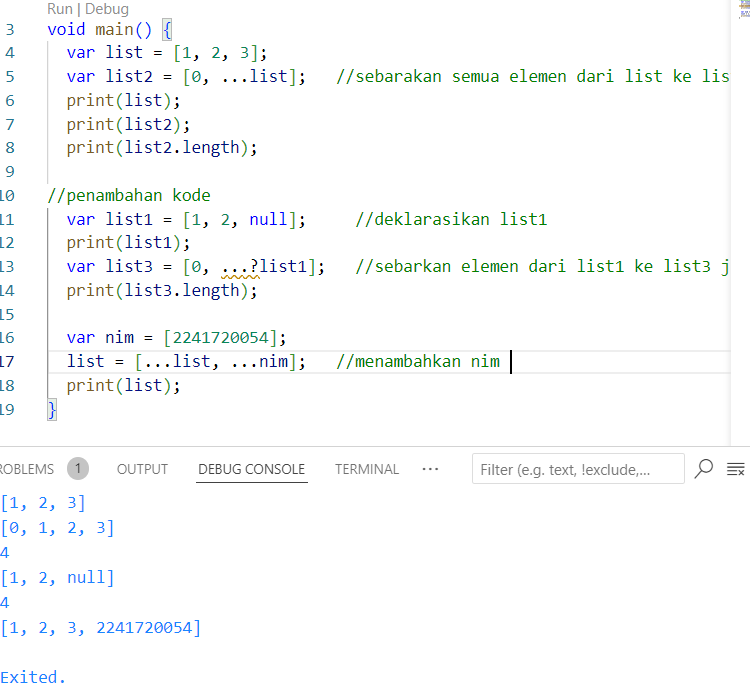 Run | Debug
3 void main() {
4 var list = [1, 2, 3];
5 var list2 = [0, ...list]; //sebarakan semua elemen dari list ke lis
6 print(list);
7 print(list2);
8 print(list2.length);
9
10 //penambahan kode
11 var list1 = [1, 2, null]; //deklarasikan list1
12 print(list1);
13 var list3 = [0, ...?list1]; //sebarkan elemen dari list1 ke list3 j
14 print(list3.length);
15
16 var nim = [2241720054];
17 list = [...list, ...nim]; //menambahkan nim
18 print(list);
19 }
ROBLEMS 1 OUTPUT DEBUG CONSOLE TERMINAL ··· Filter (e.g. text, !exclude,...
[1, 2, 3]
[0, 1, 2, 3]
4
[1, 2, null]
4
[1, 2, 3, 2241720054]
Exited.